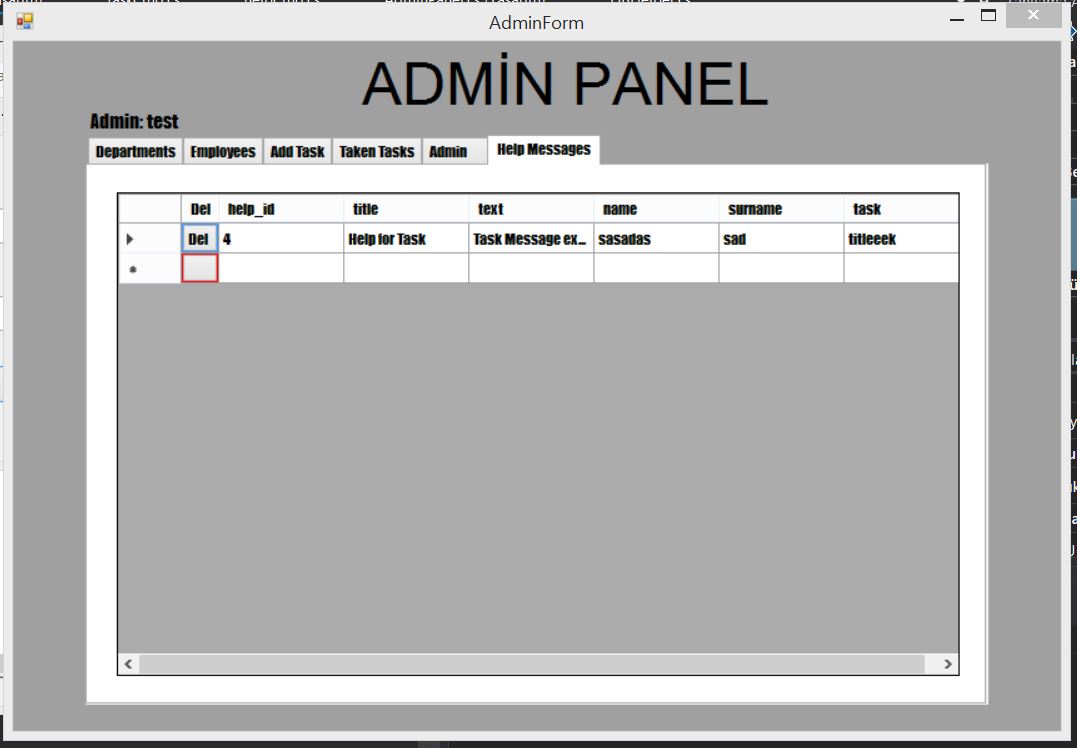 AdminForm
ADMİN PANEL
Admin: test
Departments Employees Add Task Taken Tasks Admin Help Messages
Del help_id title text name surname task
Del 4 Help for Task Task Message ex... sasadas sad titleeek